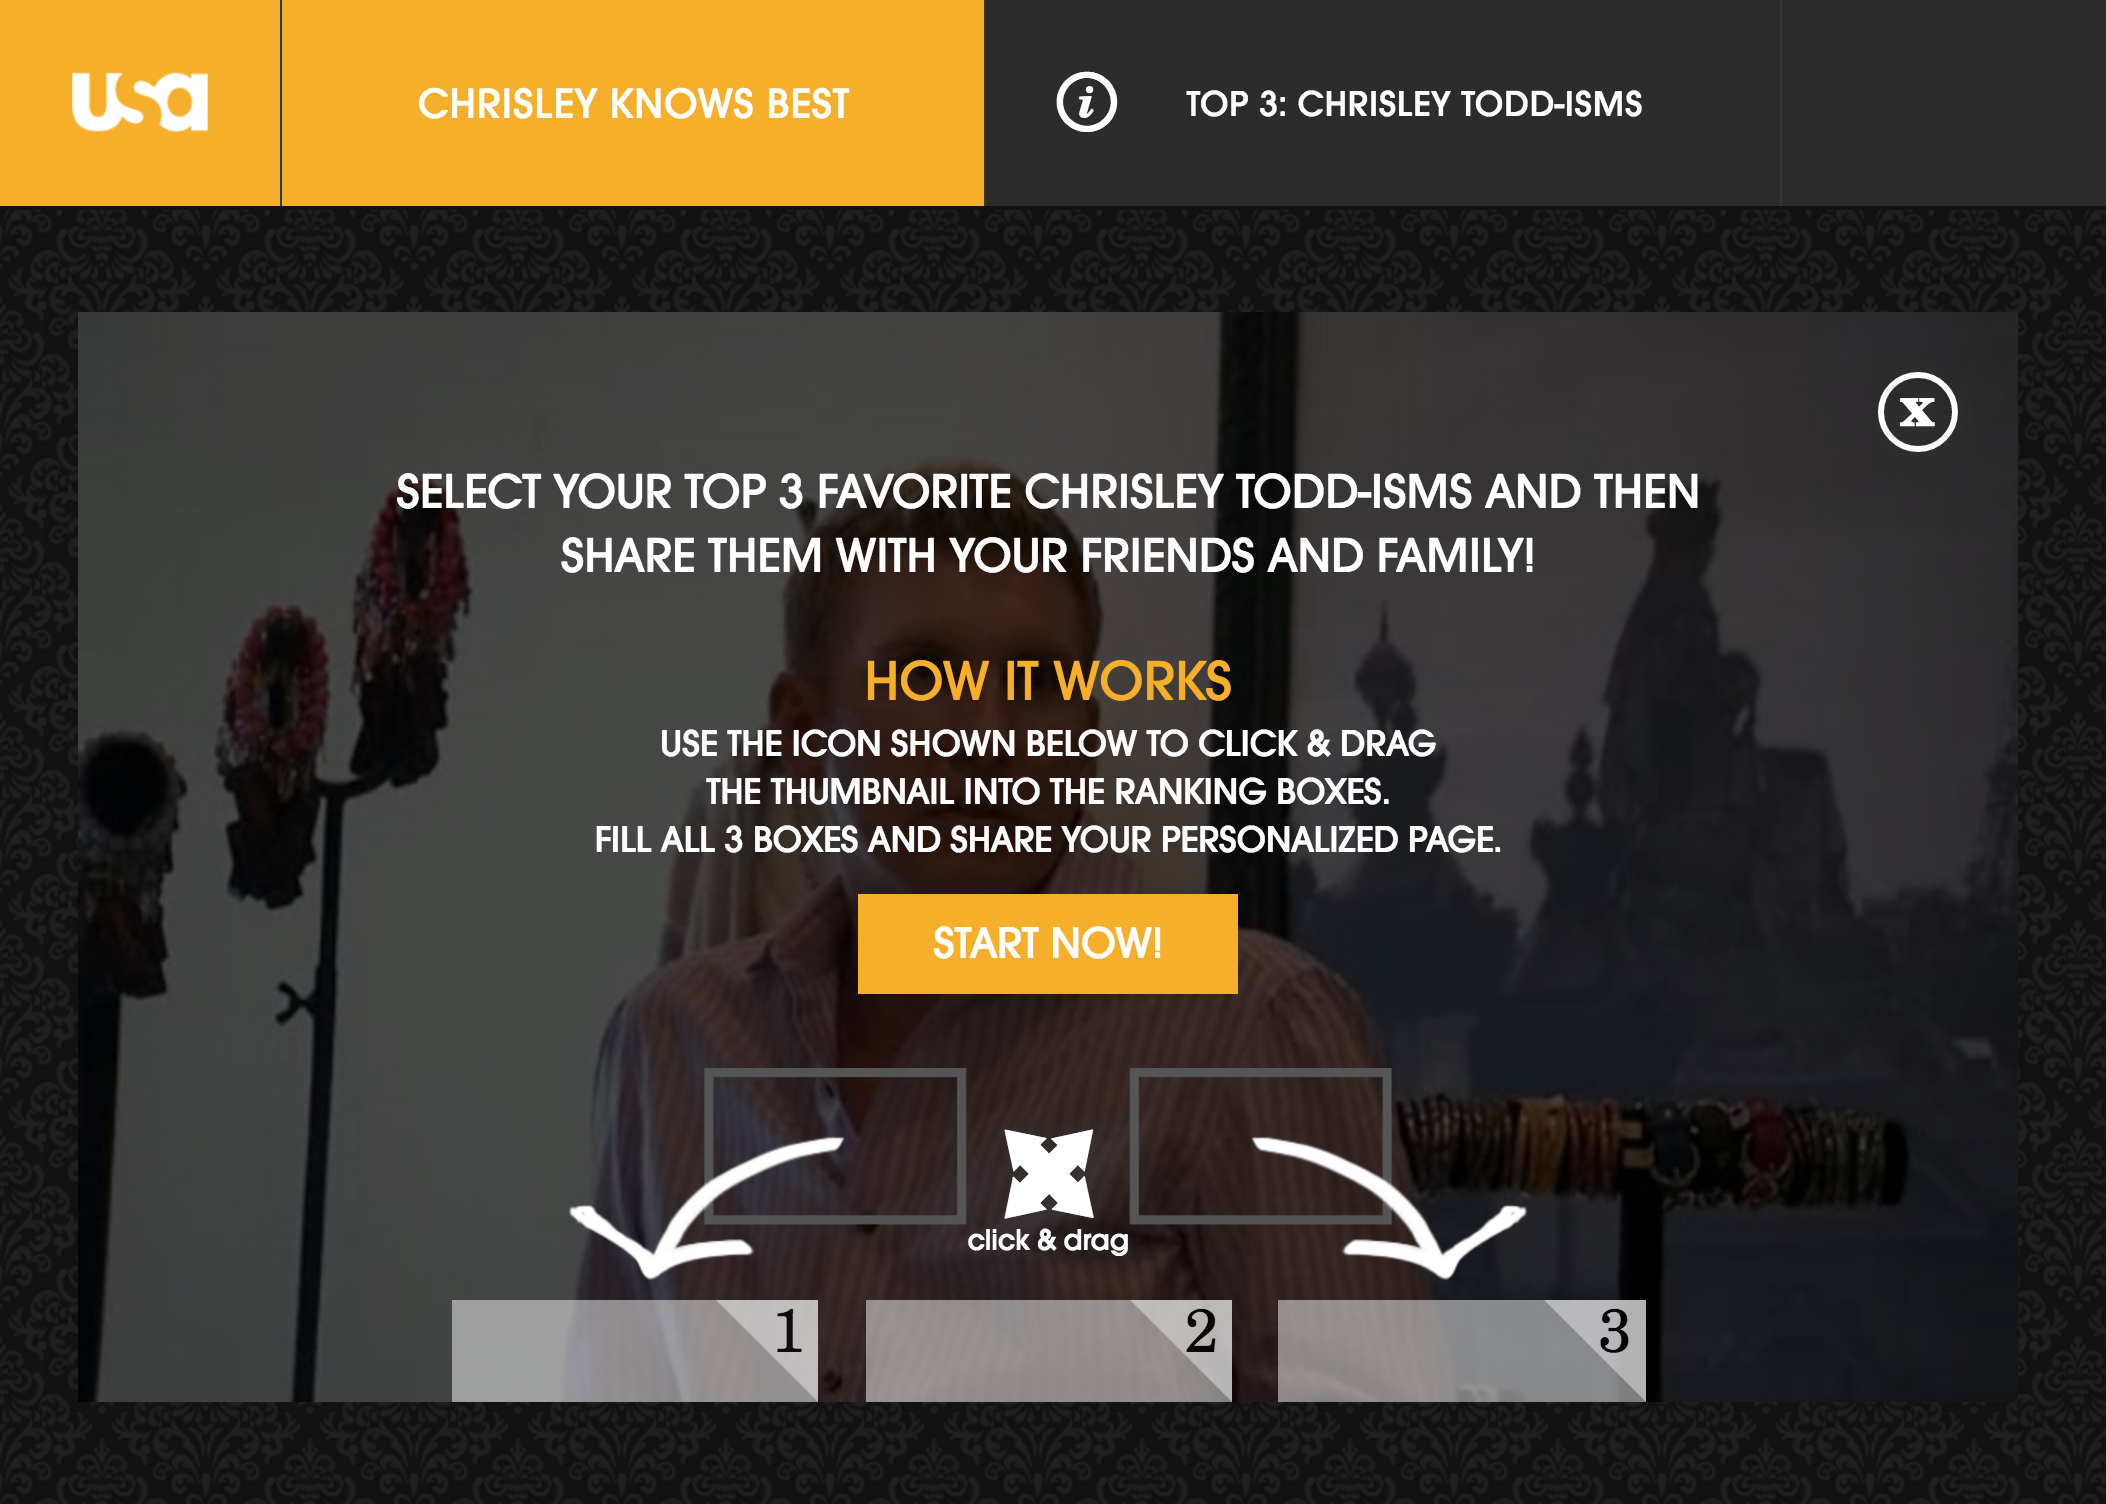 usa
CHRISLEY KNOWS BEST
i
TOP 3: CHRISLEY TODD-ISMS
x
SELECT YOUR TOP 3 FAVORITE CHRISLEY TODD-ISMS AND THEN
SHARE THEM WITH YOUR FRIENDS AND FAMILY!
HOW IT WORKS
USE THE ICON SHOWN BELOW TO CLICK & DRAG
THE THUMBNAIL INTO THE RANKING BOXES.
FILL ALL 3 BOXES AND SHARE YOUR PERSONALIZED PAGE.
START NOW!
click & drag
1
2
3